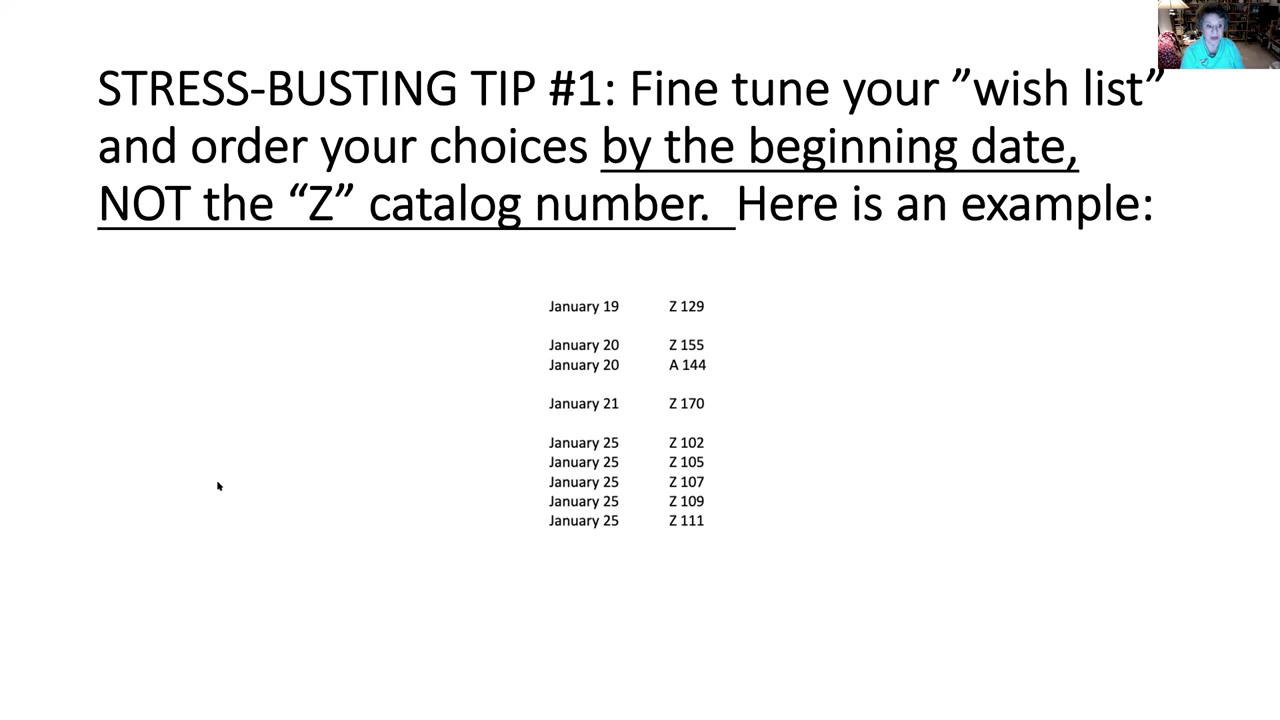 STRESS-BUSTING TIP #1: Fine tune your ”wish list”
and order your choices by the beginning date,
NOT the “Z” catalog number. Here is an example:
January 19 Z 129
January 20 Z 155
January 20 A 144
January 21 Z 170
January 25 Z 102
January 25 Z 105
January 25 Z 107
January 25 Z 109
January 25 Z 111